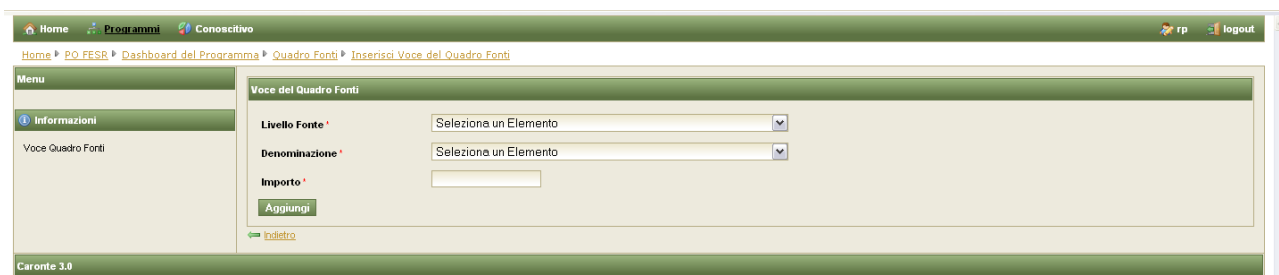 Home Programmi Conoscitivo rp logout
Home PO FESR Dashboard del Programma Quadro Fonti Inserisci Voce del Quadro Fonti
Menu
Informazioni
Voce Quadro Fonti
Voce del Quadro Fonti
Livello Fonte * Seleziona un Elemento
Denominazione * Seleziona un Elemento
Importo *
Aggiungi
Indietro
Caronte 3.0